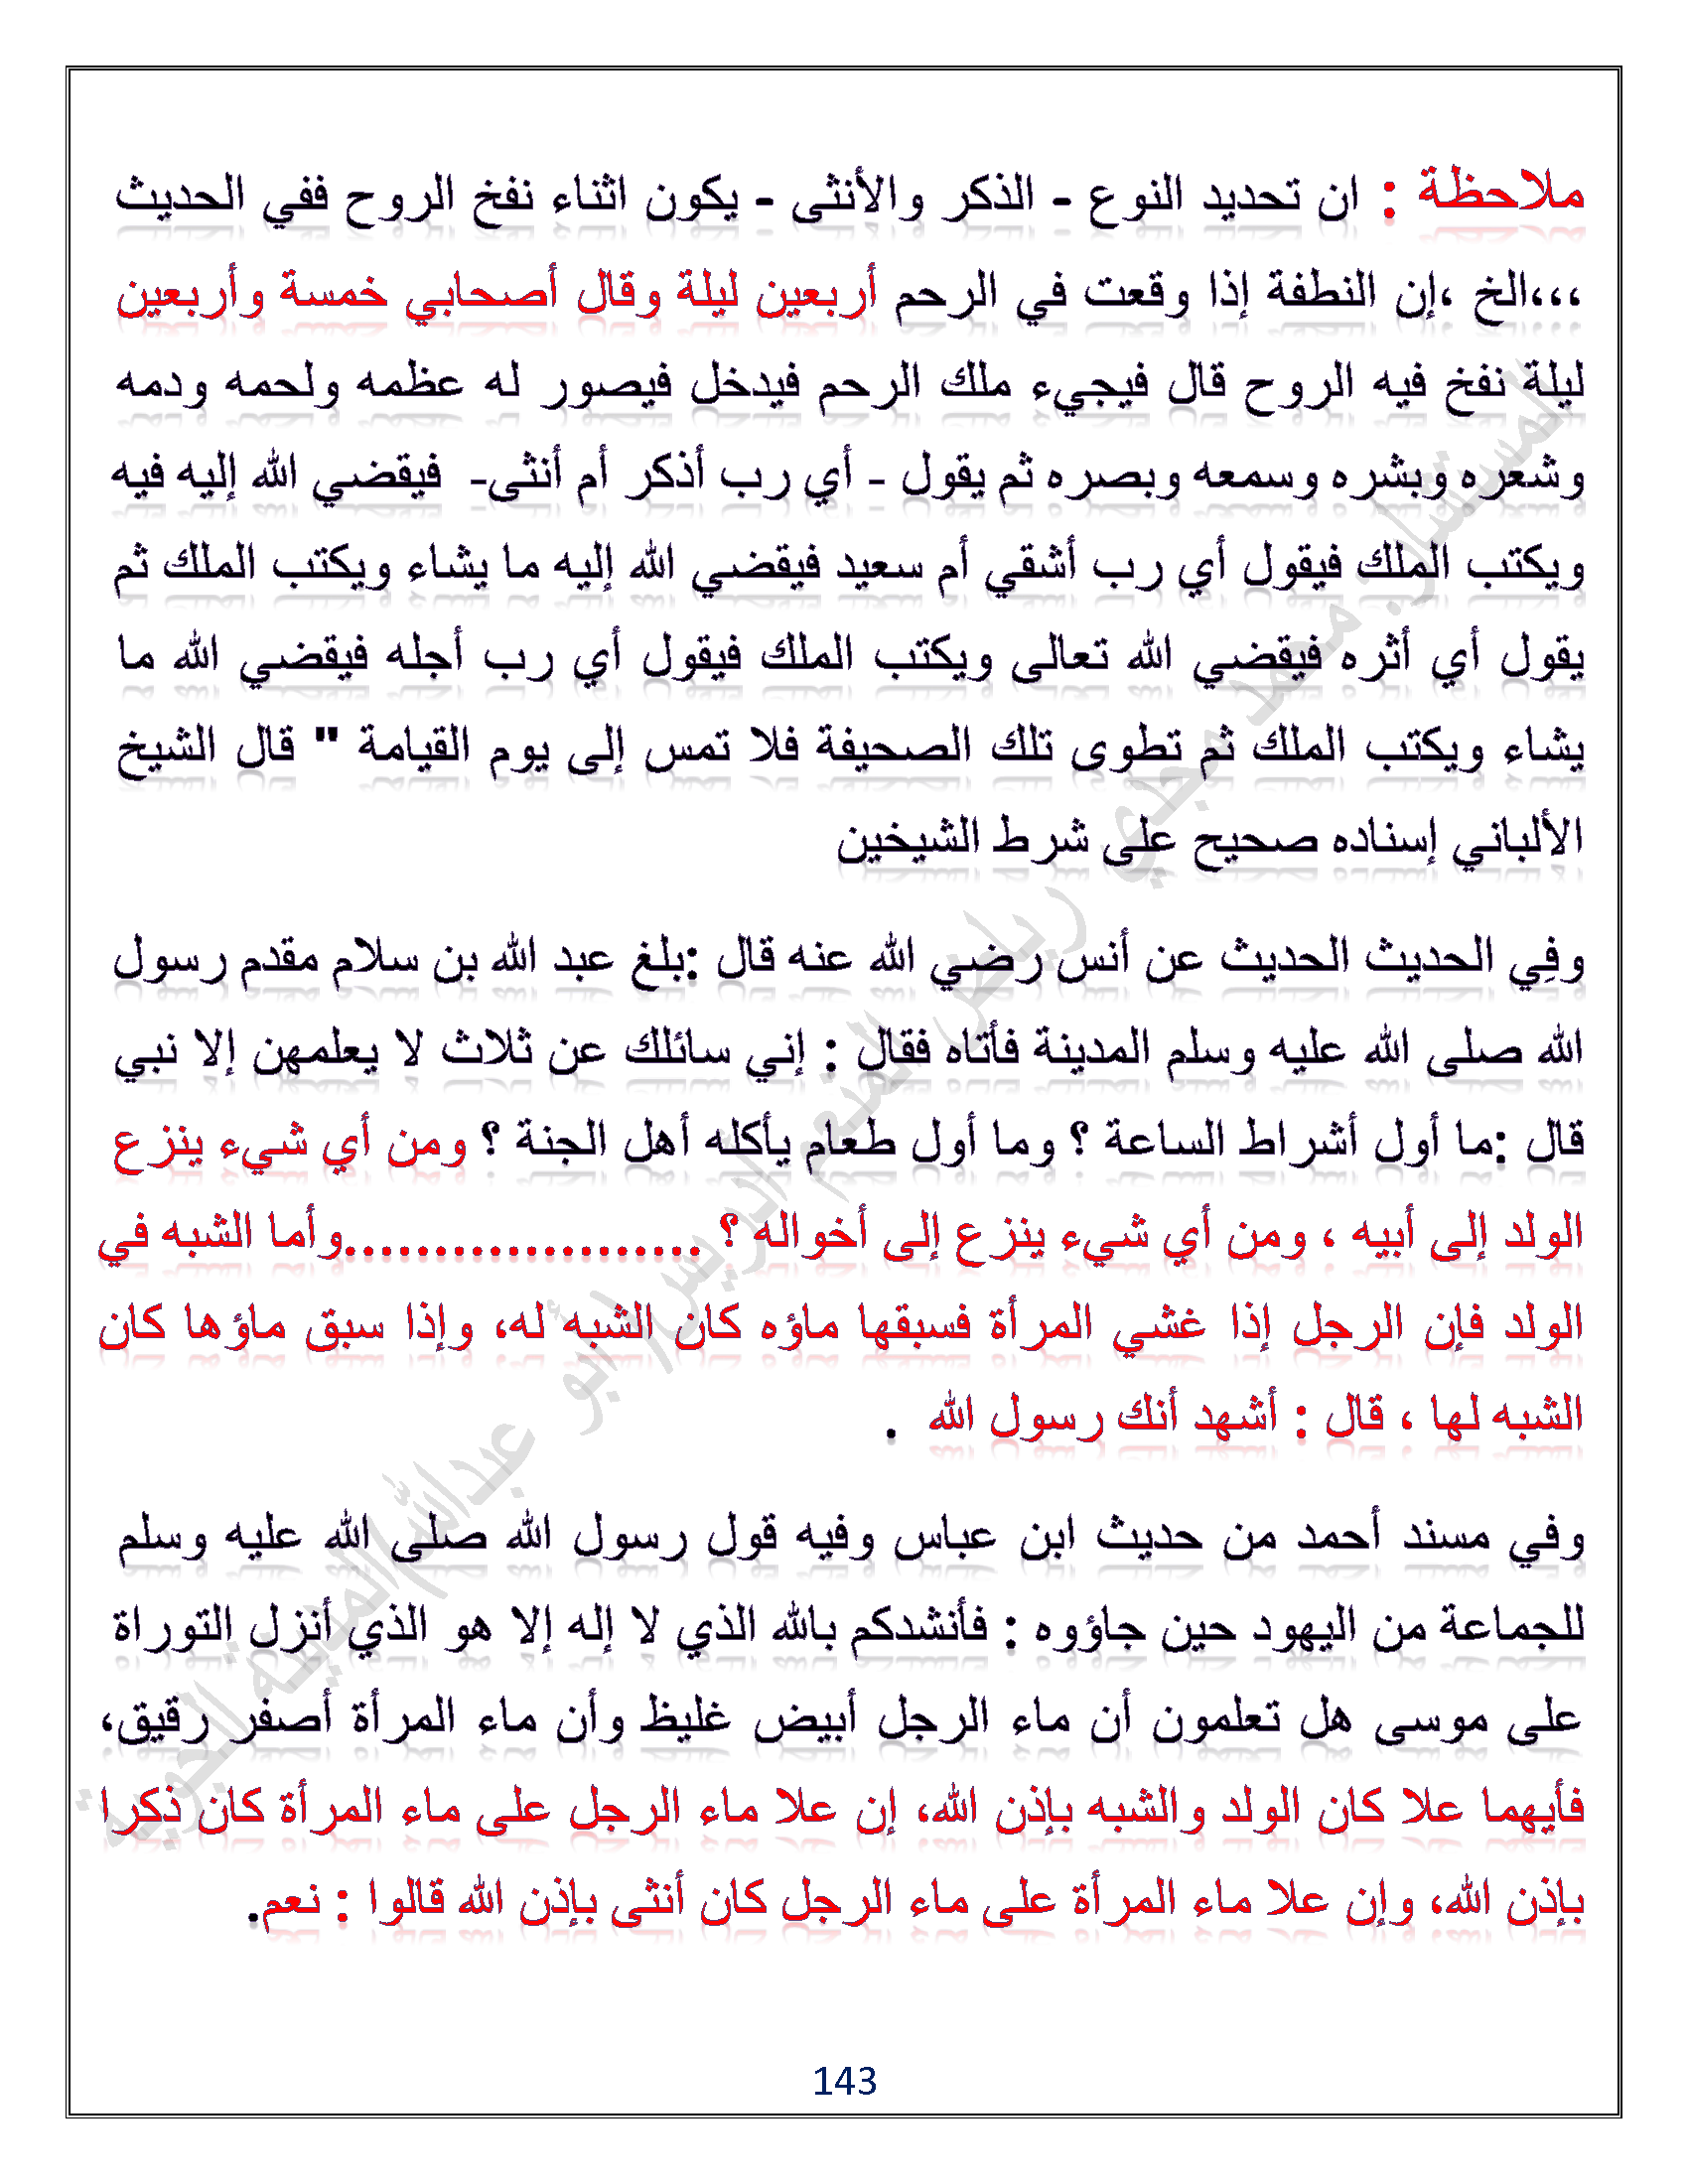 ملاحظة : ان تحديد النوع - الذكر والأنثى - يكون اثناء نفخ الروح ففي الحديث
،،،الخ ،إن النطفة إذا وقعت في الرحم أربعين ليلة وقال أصحابي خمسة وأربعين
ليلة نفخ فيه الروح قال فيجيء ملك الرحم فيدخل فيصور له عظمه ولحمه ودمه
وشعره وبشره وسمعه وبصره ثم يقول - أي رب أذكر أم أنثى- فيقضي الله إليه فيه
ويكتب الملك فيقول أي رب أشقي أم سعيد فيقضي الله إليه ما يشاء ويكتب الملك ثم
يقول أي أثره فيقضي الله تعالى ويكتب الملك فيقول أي رب أجله فيقضي الله ما
يشاء ويكتب الملك ثم تطوى تلك الصحيفة فلا تمس إلى يوم القيامة " قال الشيخ
الألباني إسناده صحيح على شرط الشيخين
وفِي الحديث الحديث عن أنس رضي الله عنه قال :بلغ عبد الله بن سلام مقدم رسول
الله صلى الله عليه وسلم المدينة فأتاه فقال : إني سائلك عن ثلاث لا يعلمهن إلا نبي
قال :ما أول أشراط الساعة ؟ وما أول طعام يأكله أهل الجنة ؟ ومن أي شيء ينزع
الولد إلى أبيه ، ومن أي شيء ينزع إلى أخواله ؟ ....................وأما الشبه في
الولد فإن الرجل إذا غشي المرأة فسبقها ماؤه كان الشبه له، وإذا سبق ماؤها كان
الشبه لها ، قال : أشهد أنك رسول الله .
وفي مسند أحمد من حديث ابن عباس وفيه قول رسول الله صلى الله عليه وسلم
للجماعة من اليهود حين جاؤوه : فأنشدكم بالله الذي لا إله إلا هو الذي أنزل التوراة
على موسى هل تعلمون أن ماء الرجل أبيض غليظ وأن ماء المرأة أصفر رقيق،
فأيهما علا كان الولد والشبه بإذن الله، إن علا ماء الرجل على ماء المرأة كان ذكرا
بإذن الله، وإن علا ماء المرأة على ماء الرجل كان أنثى بإذن الله قالوا : نعم.
143